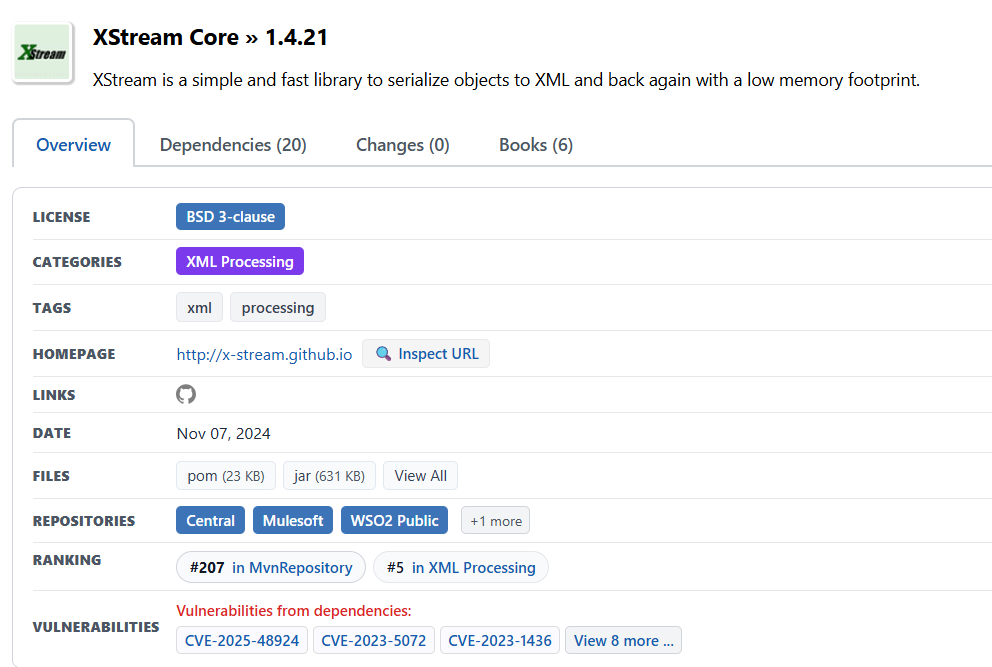 XStream
XStream Core » 1.4.21
XStream is a simple and fast library to serialize objects to XML and back again with a low memory footprint.
Overview Dependencies (20) Changes (0) Books (6)
LICENSE BSD 3-clause
CATEGORIES XML Processing
TAGS xml processing
HOMEPAGE http://x-stream.github.io Inspect URL
LINKS
DATE Nov 07, 2024
FILES pom (23 KB) jar (631 KB) View All
REPOSITORIES Central Mulesoft WSO2 Public +1 more
RANKING #207 in MvnRepository #5 in XML Processing
VULNERABILITIES Vulnerabilities from dependencies:
CVE-2025-48924 CVE-2023-5072 CVE-2023-1436 View 8 more ...